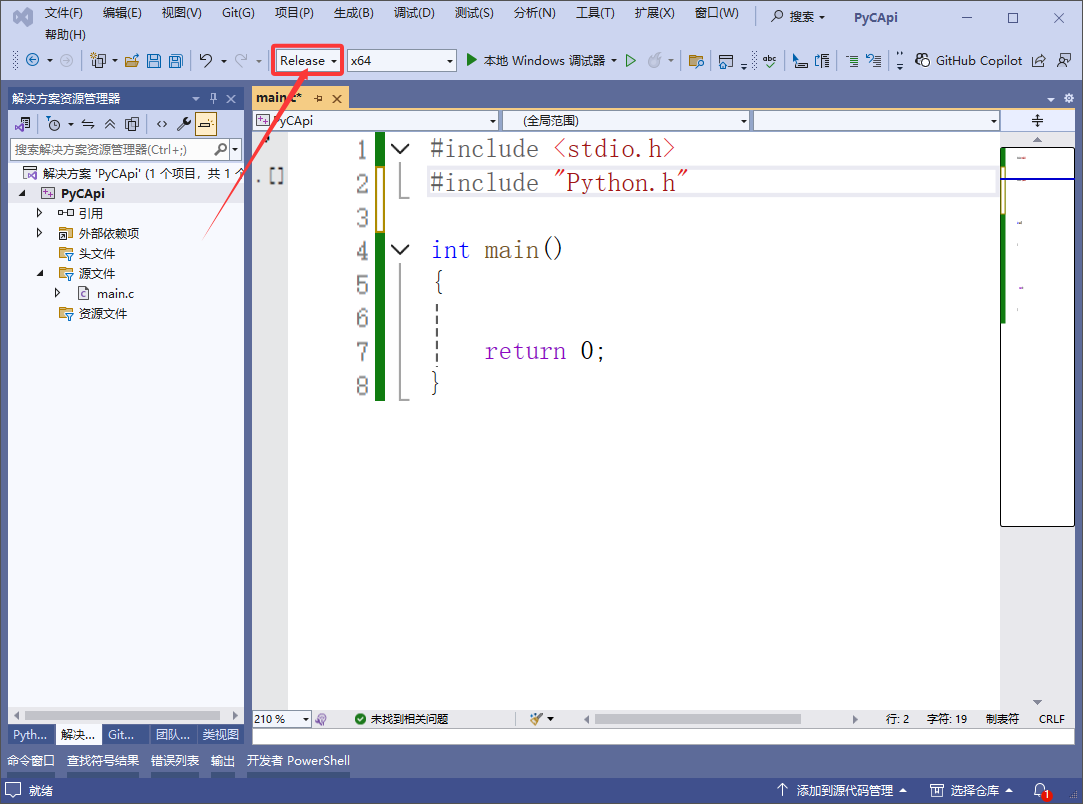 文件(F) 编辑(E) 视图(V) Git(G) 项目(P) 生成(B) 调试(D) 测试(S) 分析(N) 工具(T) 扩展(X) 窗口(W) 搜索 PyCApi
帮助(H)
Release x64 本地 Windows 调试器 abc GitHub Copilot
解决方案资源管理器
main.c*
PyCApi (全局范围)
搜索解决方案资源管理器(Ctrl+;)
解决方案 'PyCApi' (1 个项目, 共 1 个
PyCApi
引用
外部依赖项
头文件
源文件
main.c
资源文件
1 #include <stdio.h>
2 #include "Python.h"
3
4 int main()
5 {
6
7 return 0;
8 }
210 % 未找到相关问题 行: 2 字符: 19 制表符 CRLF
Pyth... 解决... Git... 团队... 类视图
命令窗口 查找符号结果 错误列表 输出 开发者 PowerShell
就绪 添加到源代码管理 选择仓库 1